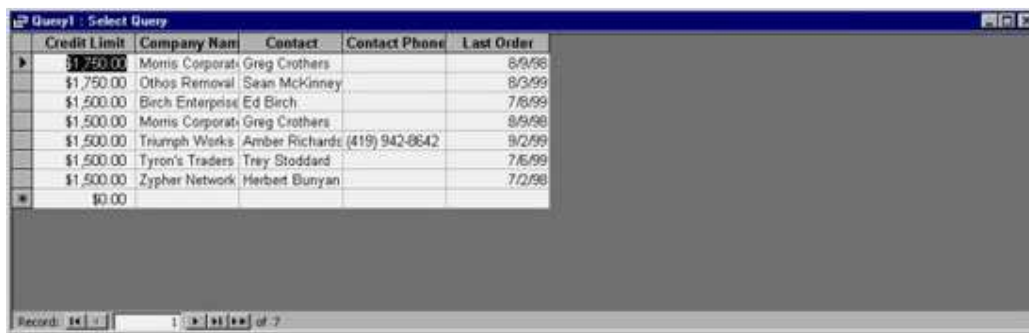 Query1 : Select Query
Credit Limit Company Nam Contact Contact Phone Last Order
$1,750.00 Morris Corporati Greg Crothers 8/9/98
$1,750.00 Othos Removal Sean McKinney 8/3/99
$1,500.00 Birch Enterprise Ed Birch 7/8/99
$1,500.00 Morris Corporati Greg Crothers 8/9/98
$1,500.00 Triumph Works Amber Richards (419) 942-8642 9/2/99
$1,500.00 Tyron's Traders Trey Stoddard 7/6/99
$1,500.00 Zypher Network Herbert Bunyan 7/2/98
$0.00
Record: 1 of 7